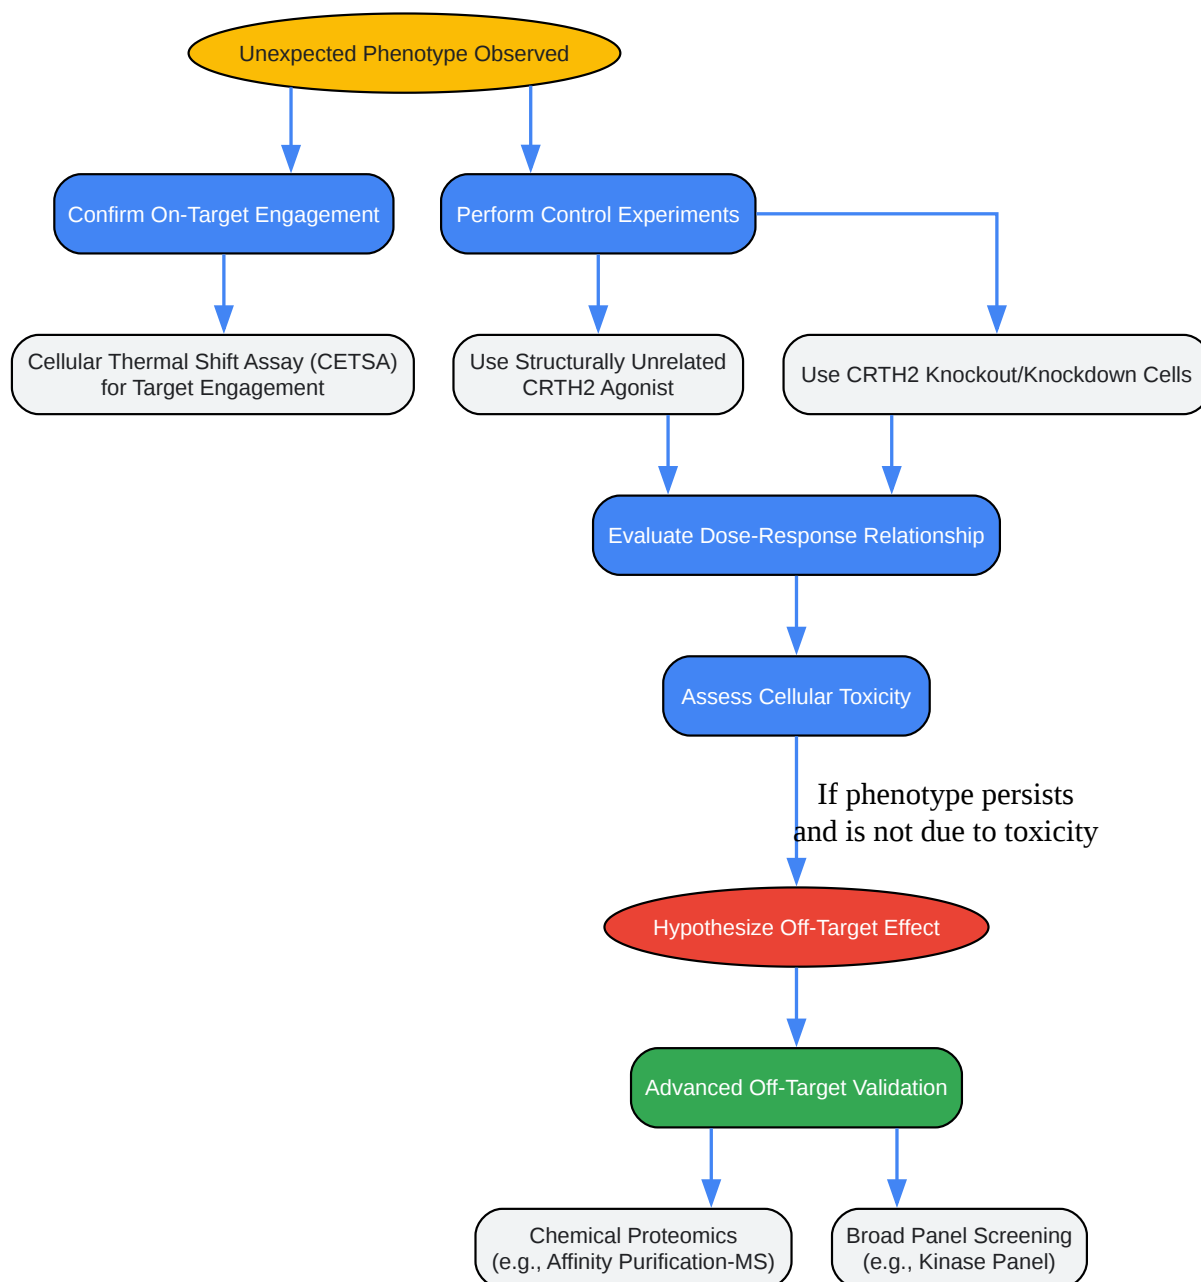 Unexpected Phenotype Observed
Confirm On-Target Engagement
Perform Control Experiments
Cellular Thermal Shift Assay (CETSA)
for Target Engagement
Use Structurally Unrelated
CRTH2 Agonist
Use CRTH2 Knockout/Knockdown Cells
Evaluate Dose-Response Relationship
Assess Cellular Toxicity
If phenotype persists
and is not due to toxicity
Hypothesize Off-Target Effect
Advanced Off-Target Validation
Chemical Proteomics
(e.g., Affinity Purification-MS)
Broad Panel Screening
(e.g., Kinase Panel)